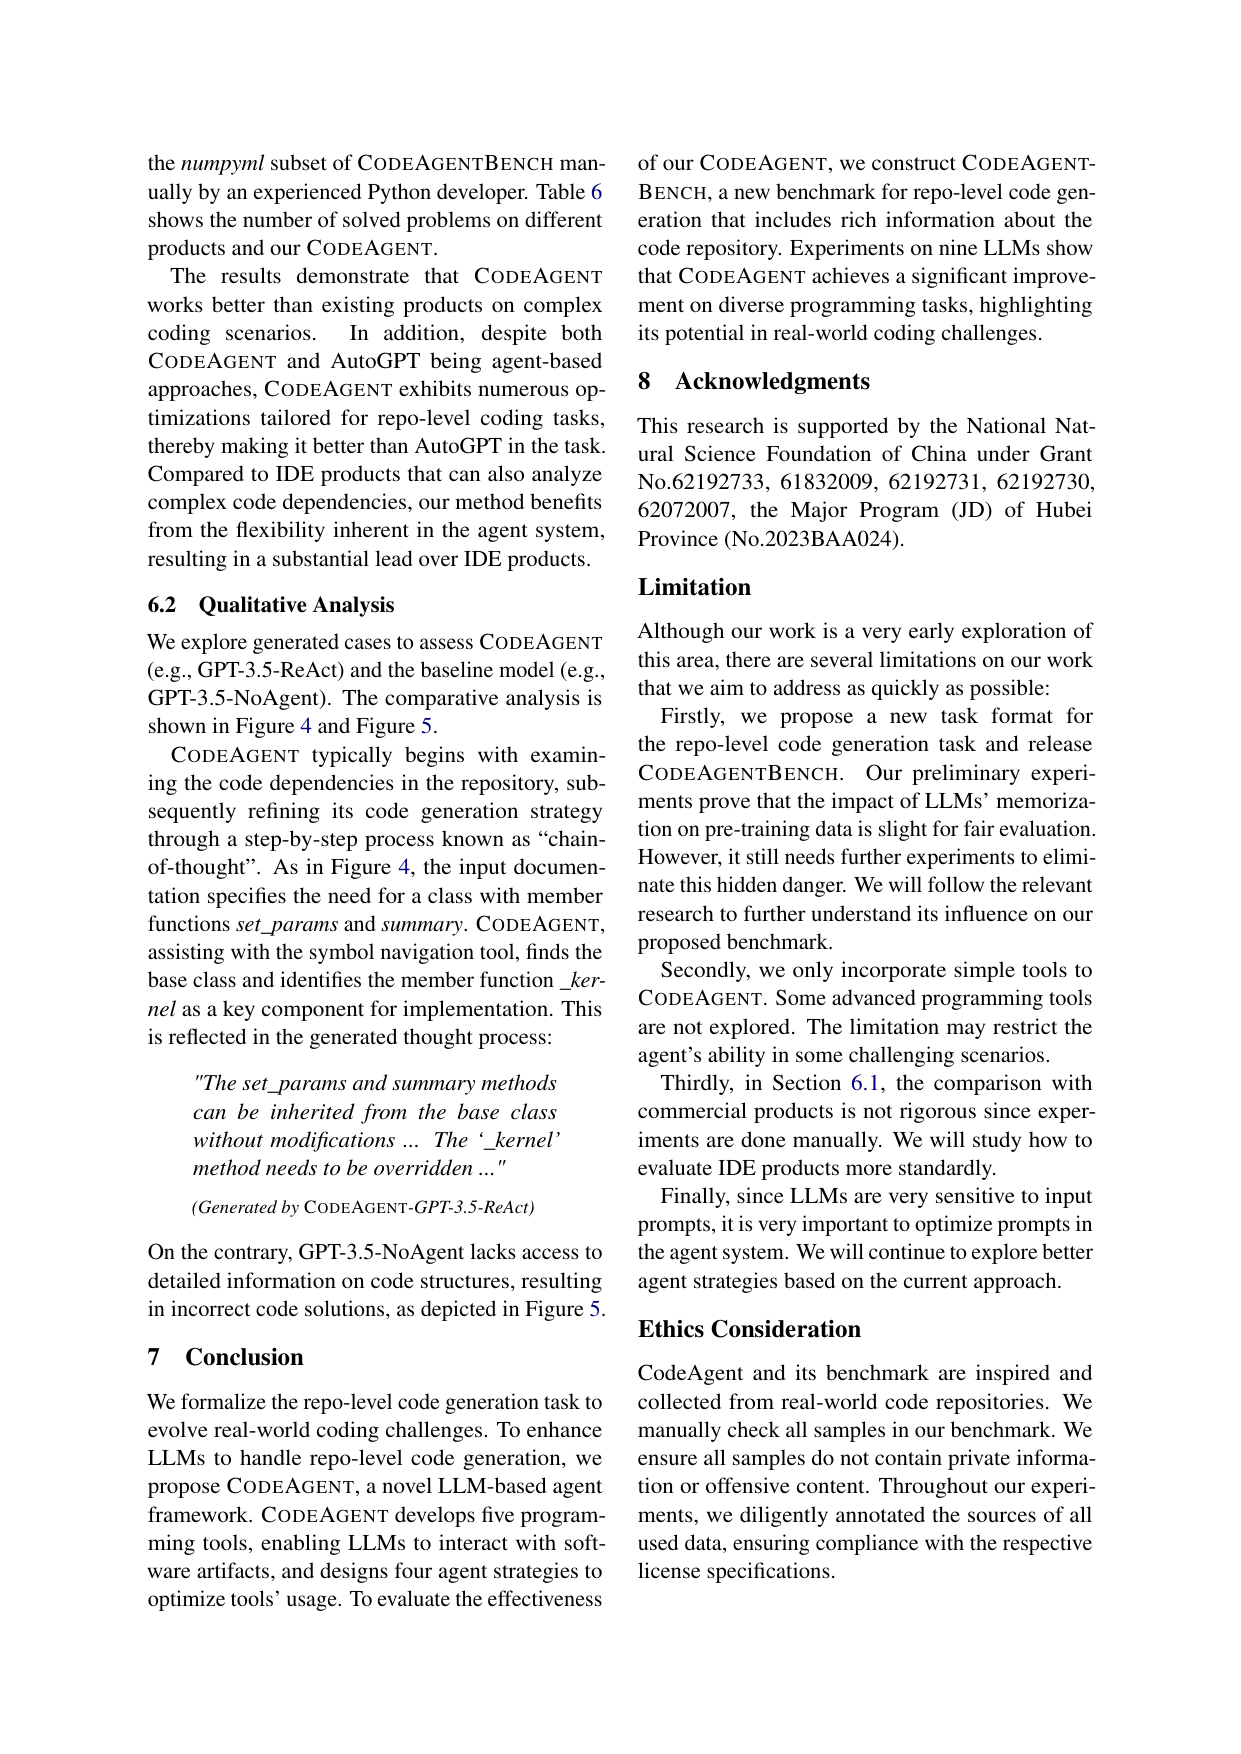 the numpyml subset of CODEAGENTBENCH man-
ually by an experienced Python developer. Table 6
shows the number of solved problems on different
products and our CODEAGENT.
The results demonstrate that CODEAGENT
works better than existing products on complex
coding scenarios. In addition, despite both
CODEAGENT and AutoGPT being agent-based
approaches, CODEAGENT exhibits numerous op-
timizations tailored for repo-level coding tasks,
thereby making it better than AutoGPT in the task.
Compared to IDE products that can also analyze
complex code dependencies, our method benefits
from the flexibility inherent in the agent system,
resulting in a substantial lead over IDE products.
6.2 Qualitative Analysis
We explore generated cases to assess CODEAGENT
(e.g., GPT-3.5-ReAct) and the baseline model (e.g.,
GPT-3.5-NoAgent). The comparative analysis is
shown in Figure 4 and Figure 5.
CODEAGENT typically begins with examin-
ing the code dependencies in the repository, sub-
sequently refining its code generation strategy
through a step-by-step process known as “chain-
of-thought”. As in Figure 4, the input documen-
tation specifies the need for a class with member
functions set_params and summary. CODEAGENT,
assisting with the symbol navigation tool, finds the
base class and identifies the member function _ker-
nel as a key component for implementation. This
is reflected in the generated thought process:
"The set_params and summary methods
can be inherited from the base class
without modifications ... The ‘_kernel’
method needs to be overridden ..."
(Generated by CODEAGENT-GPT-3.5-ReAct)
On the contrary, GPT-3.5-NoAgent lacks access to
detailed information on code structures, resulting
in incorrect code solutions, as depicted in Figure 5.
7 Conclusion
We formalize the repo-level code generation task to
evolve real-world coding challenges. To enhance
LLMs to handle repo-level code generation, we
propose CODEAGENT, a novel LLM-based agent
framework. CODEAGENT develops five program-
ming tools, enabling LLMs to interact with soft-
ware artifacts, and designs four agent strategies to
optimize tools’ usage. To evaluate the effectiveness
of our CODEAGENT, we construct CODEAGENT-
BENCH, a new benchmark for repo-level code gen-
eration that includes rich information about the
code repository. Experiments on nine LLMs show
that CODEAGENT achieves a significant improve-
ment on diverse programming tasks, highlighting
its potential in real-world coding challenges.
8 Acknowledgments
This research is supported by the National Nat-
ural Science Foundation of China under Grant
No.62192733, 61832009, 62192731, 62192730,
62072007, the Major Program (JD) of Hubei
Province (No.2023BAA024).
Limitation
Although our work is a very early exploration of
this area, there are several limitations on our work
that we aim to address as quickly as possible:
Firstly, we propose a new task format for
the repo-level code generation task and release
CODEAGENTBENCH. Our preliminary experi-
ments prove that the impact of LLMs’ memoriza-
tion on pre-training data is slight for fair evaluation.
However, it still needs further experiments to elimi-
nate this hidden danger. We will follow the relevant
research to further understand its influence on our
proposed benchmark.
Secondly, we only incorporate simple tools to
CODEAGENT. Some advanced programming tools
are not explored. The limitation may restrict the
agent’s ability in some challenging scenarios.
Thirdly, in Section 6.1, the comparison with
commercial products is not rigorous since exper-
iments are done manually. We will study how to
evaluate IDE products more standardly.
Finally, since LLMs are very sensitive to input
prompts, it is very important to optimize prompts in
the agent system. We will continue to explore better
agent strategies based on the current approach.
Ethics Consideration
CodeAgent and its benchmark are inspired and
collected from real-world code repositories. We
manually check all samples in our benchmark. We
ensure all samples do not contain private informa-
tion or offensive content. Throughout our experi-
ments, we diligently annotated the sources of all
used data, ensuring compliance with the respective
license specifications.